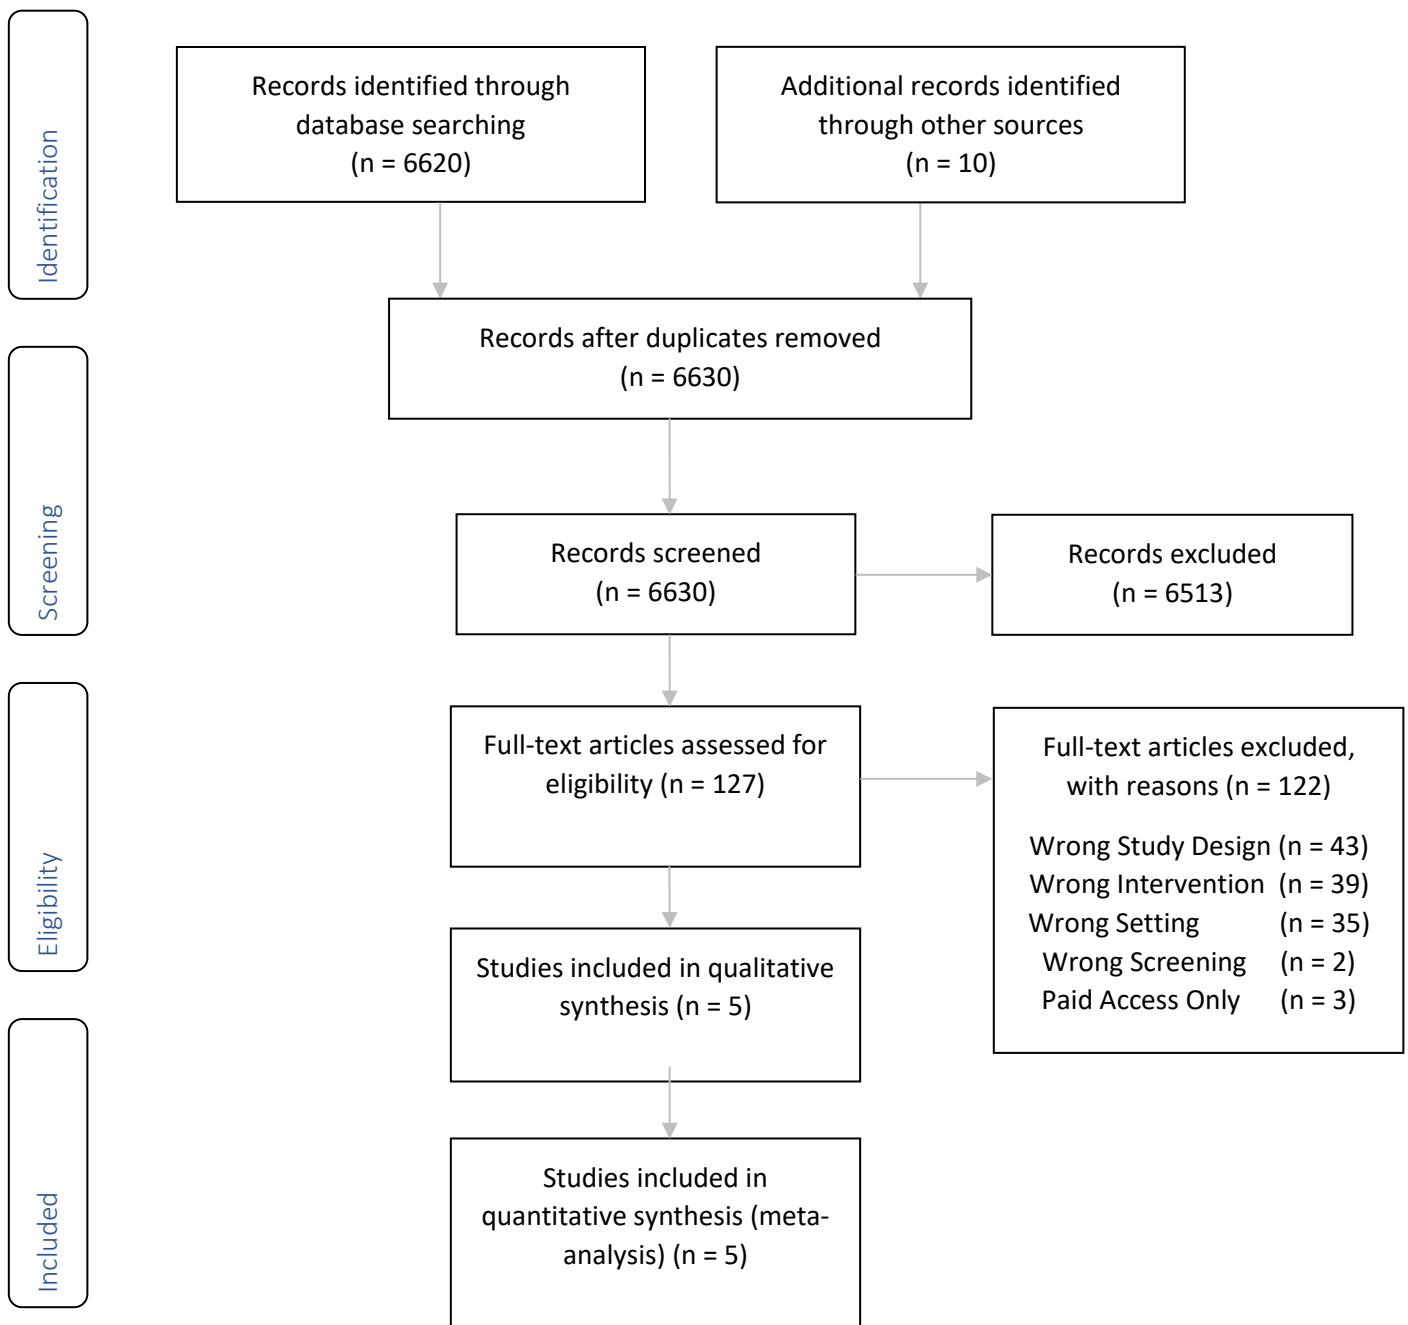 Identification
Records identified through
database searching
(n = 6620)
Additional records identified
through other sources
(n = 10)
Records after duplicates removed
(n = 6630)
Screening
Records screened
(n = 6630)
Records excluded
(n = 6513)
Eligibility
Full-text articles assessed for
eligibility (n = 127)
Full-text articles excluded,
with reasons (n = 122)
Wrong Study Design (n = 43)
Wrong Intervention (n = 39)
Wrong Setting (n = 35)
Wrong Screening (n = 2)
Paid Access Only (n = 3)
Studies included in qualitative
synthesis (n = 5)
Included
Studies included in
quantitative synthesis (meta-
analysis) (n = 5)